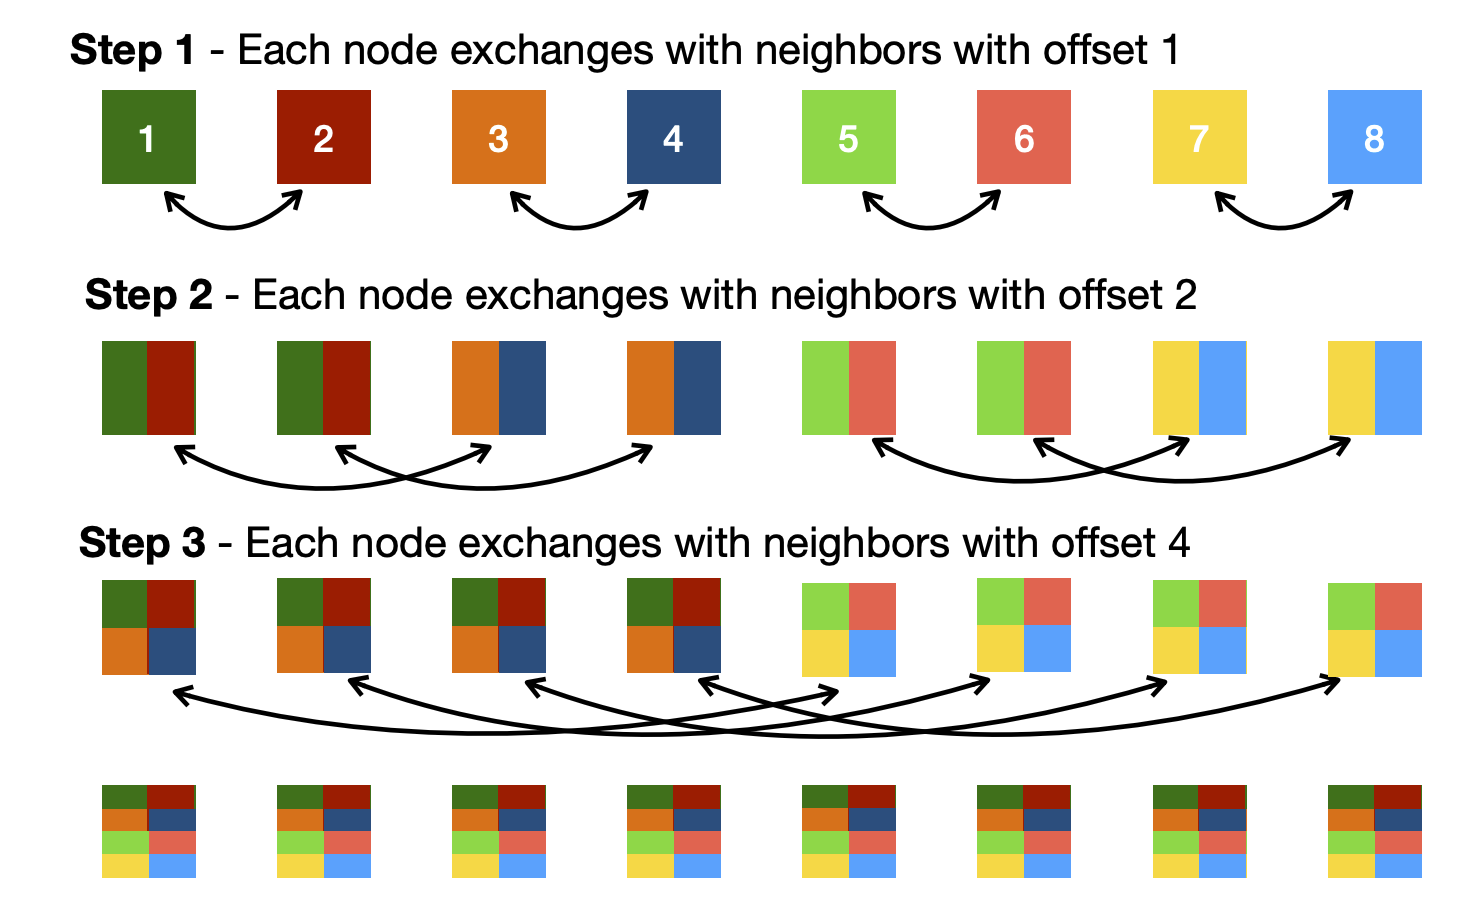 Step 1 - Each node exchanges with neighbors with offset 1
1 2 3 4 5 6 7 8
Step 2 - Each node exchanges with neighbors with offset 2
Step 3 - Each node exchanges with neighbors with offset 4